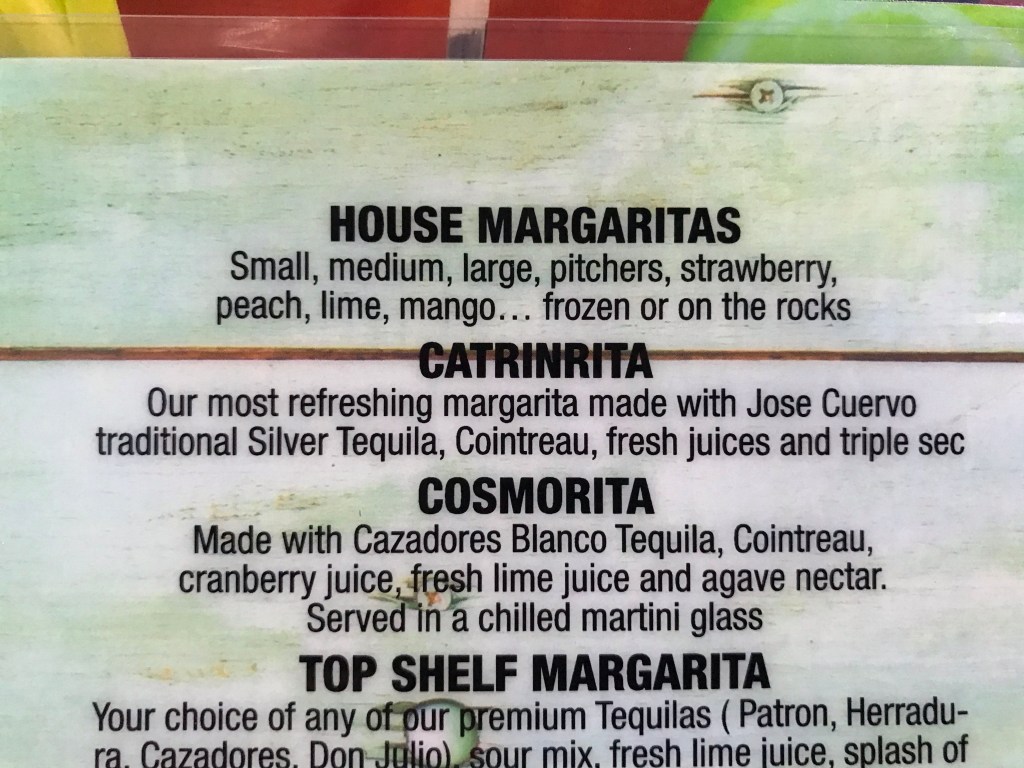 HOUSE MARGARITAS
Small, medium, large, pitchers, strawberry,
peach, lime, mango... frozen or on the rocks
CATRINRITA
Our most refreshing margarita made with Jose Cuervo
traditional Silver Tequila, Cointreau, fresh juices and triple sec
COSMORITA
Made with Cazadores Blanco Tequila, Cointreau,
cranberry juice, fresh lime juice and agave nectar.
Served in a chilled martini glass
TOP SHELF MARGARITA
Your choice of any of our premium Tequilas ( Patron, Herradu-
ra, Cazadores, Don Julio), sour mix, fresh lime juice, splash of